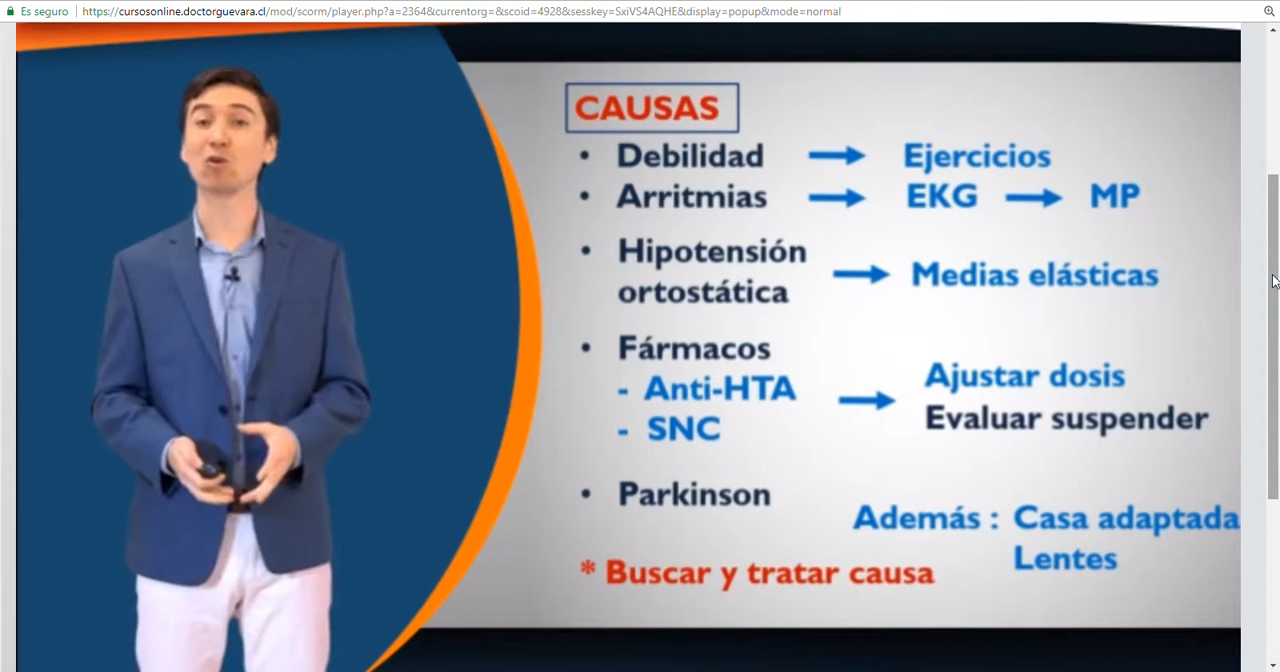 Es seguro
https://cursosonline.doctorguevara.cl/mod/scorm/player.php?a=2364&currentorg=&scoid=4928&sesskey=SxiVS4AQHE&display=popup&mode=normal
CAUSAS
• Debilidad → Ejercicios
• Arritmias → EKG → MP
• Hipotensión
ortostática → Medias elásticas
• Fármacos
- Anti-HTA → Ajustar dosis
- SNC Evaluar suspender
• Parkinson
Además : Casa adaptada
Lentes
* Buscar y tratar causa